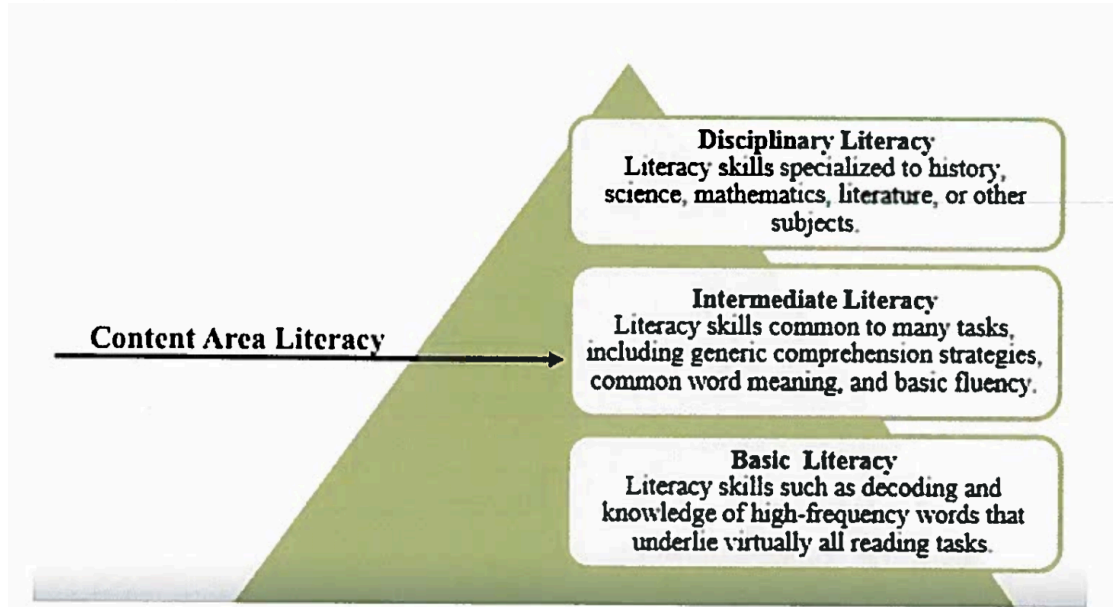 Disciplinary Literacy
Literacy skills specialized to history,
science, mathematics, literature, or other
subjects.
Intermediate Literacy
Literacy skills common to many tasks,
including generic comprehension strategies,
common word meaning, and basic fluency.
Content Area Literacy
Basic Literacy
Literacy skills such as decoding and
knowledge of high-frequency words that
underlie virtually all reading tasks.